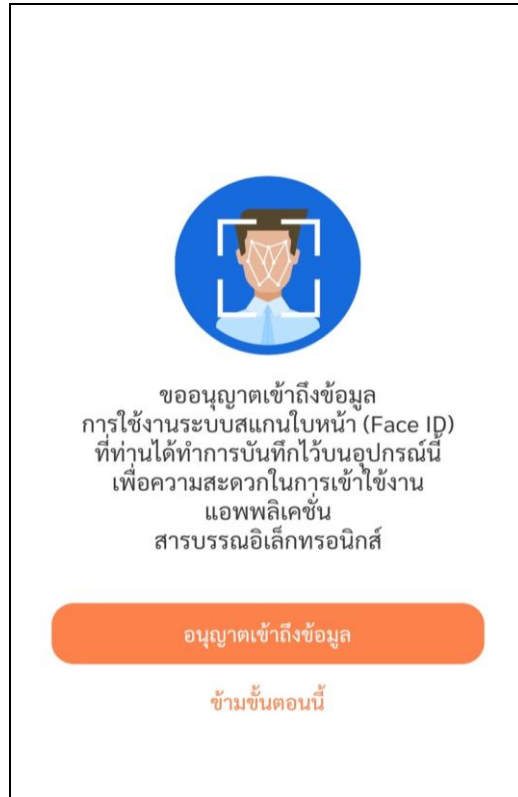 ขออนุญาตเข้าถึงข้อมูล
การใช้งานระบบสแกนใบหน้า (Face ID)
ที่ท่านได้ทำการบันทึกไว้บนอุปกรณ์นี้
เพื่อความสะดวกในการเข้าใช้งาน
แอพพลิเคชั่น
สารบรรณอิเล็กทรอนิกส์
อนุญาตเข้าถึงข้อมูล
ข้ามขั้นตอนนี้